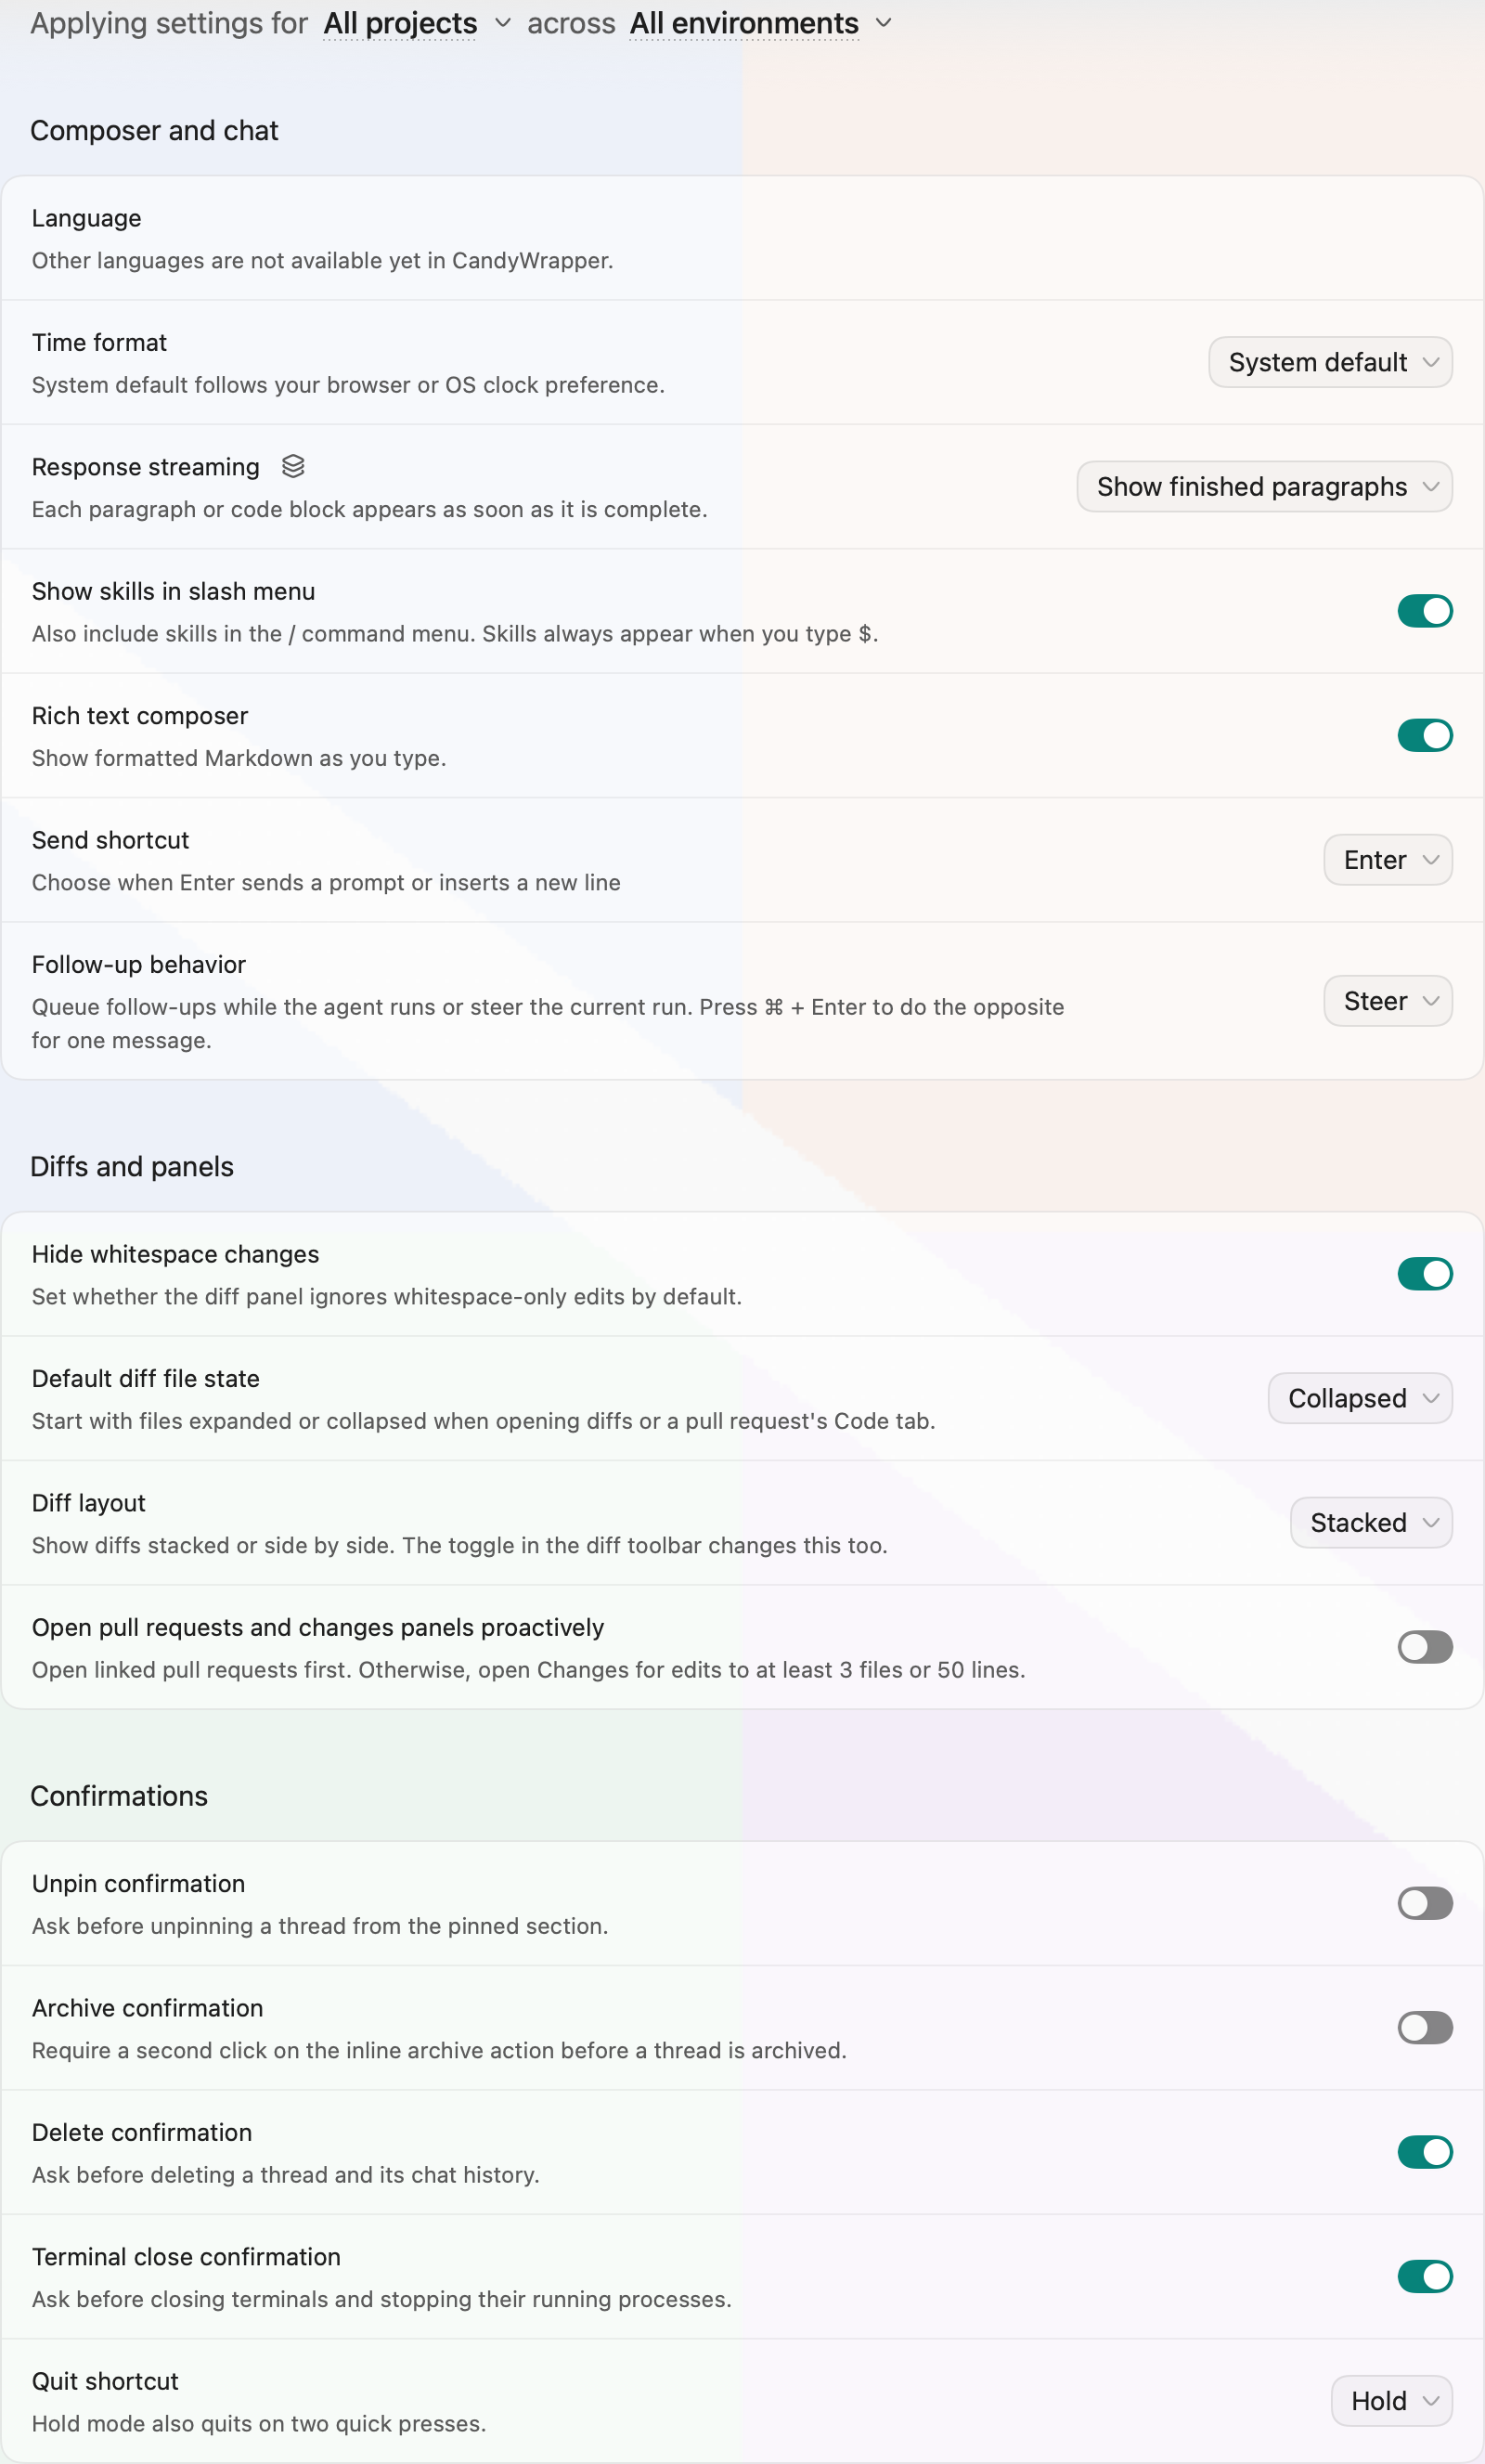 Applying settings for All projects across All environments
Composer and chat
Language
Other languages are not available yet in CandyWrapper.
Time format
System default follows your browser or OS clock preference.
System default
Response streaming
Each paragraph or code block appears as soon as it is complete.
Show finished paragraphs
Show skills in slash menu
Also include skills in the / command menu. Skills always appear when you type $.
Rich text composer
Show formatted Markdown as you type.
Send shortcut
Choose when Enter sends a prompt or inserts a new line
Enter
Follow-up behavior
Queue follow-ups while the agent runs or steer the current run. Press ⌘ + Enter to do the opposite
for one message.
Steer
Diffs and panels
Hide whitespace changes
Set whether the diff panel ignores whitespace-only edits by default.
Default diff file state
Start with files expanded or collapsed when opening diffs or a pull request's Code tab.
Collapsed
Diff layout
Show diffs stacked or side by side. The toggle in the diff toolbar changes this too.
Stacked
Open pull requests and changes panels proactively
Open linked pull requests first. Otherwise, open Changes for edits to at least 3 files or 50 lines.
Confirmations
Unpin confirmation
Ask before unpinning a thread from the pinned section.
Archive confirmation
Require a second click on the inline archive action before a thread is archived.
Delete confirmation
Ask before deleting a thread and its chat history.
Terminal close confirmation
Ask before closing terminals and stopping their running processes.
Quit shortcut
Hold mode also quits on two quick presses.
Hold